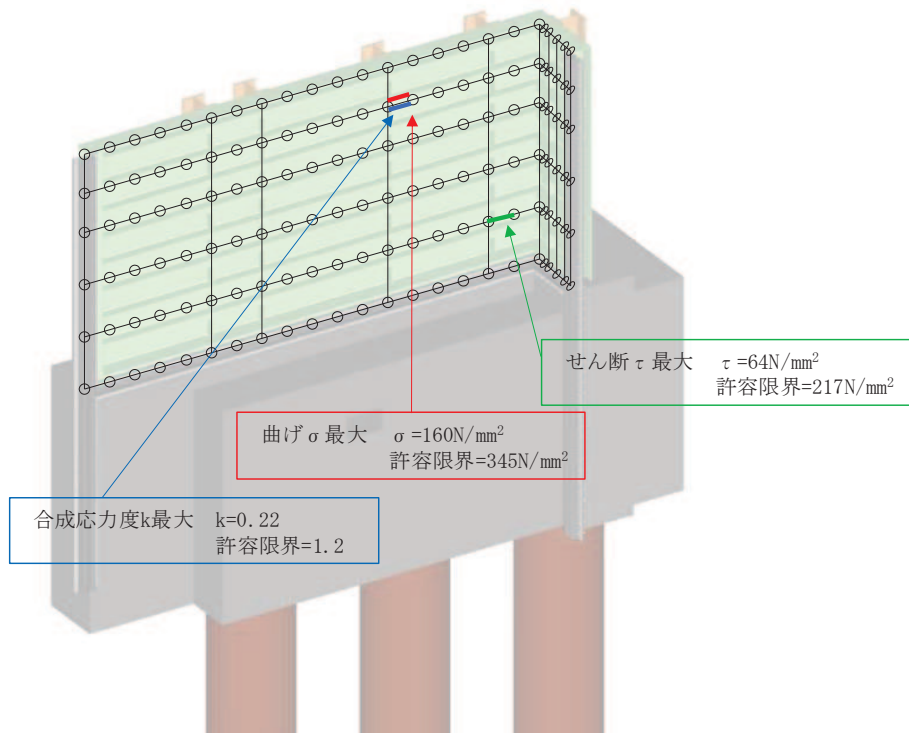 せん断τ最大　τ=64N/mm²
許容限界=217N/mm²
曲げσ最大　σ=160N/mm²
許容限界=345N/mm²
合成応力度k最大　k=0.22
許容限界=1.2